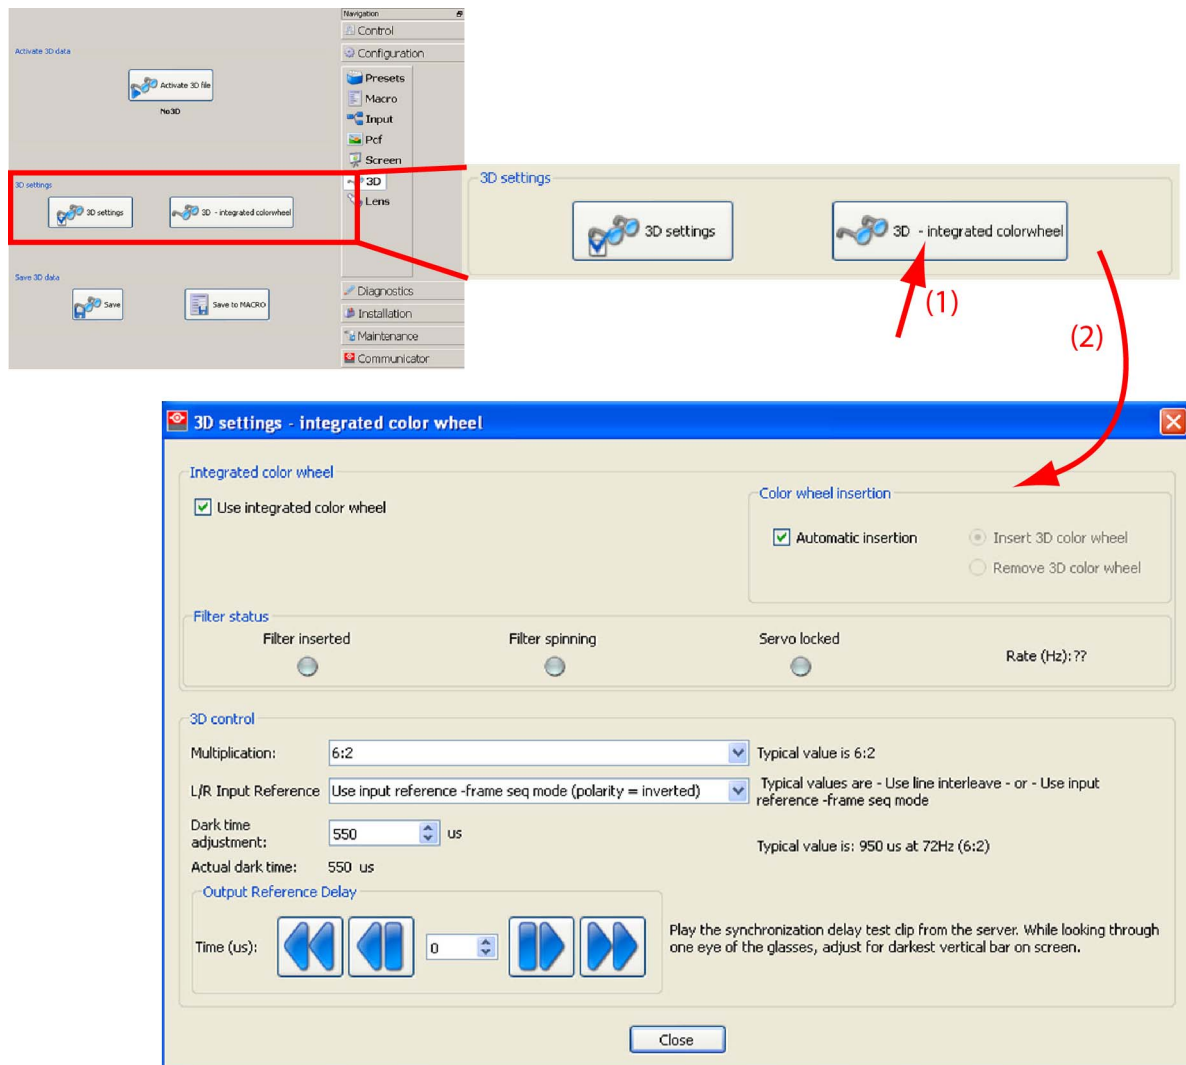 Navigation
Control
Configuration
Activate 3D data
Activate 3D file
No3D
Presets
Macro
Input
Pcf
Screen
3D
Lens
3D settings
3D settings
3D - integrated colorwheel
Save 3D data
Save
Save to MACRO
Diagnostics
Installation
Maintenance
Communicator
3D settings
3D settings
3D - integrated colorwheel
(1)
(2)
3D settings - integrated color wheel
Integrated color wheel
Use integrated color wheel
Color wheel insertion
Automatic insertion
Insert 3D color wheel
Remove 3D color wheel
Filter status
Filter inserted
Filter spinning
Servo locked
Rate (Hz): ??
3D control
Multiplication:
6:2
Typical value is 6:2
L/R Input Reference
Use input reference -frame seq mode (polarity = inverted)
Typical values are - Use line interleave - or - Use input
reference -frame seq mode
Dark time
adjustment:
550
us
Typical value is: 950 us at 72Hz (6:2)
Actual dark time:
550 us
Output Reference Delay
Time (us):
0
Play the synchronization delay test clip from the server. While looking through
one eye of the glasses, adjust for darkest vertical bar on screen.
Close